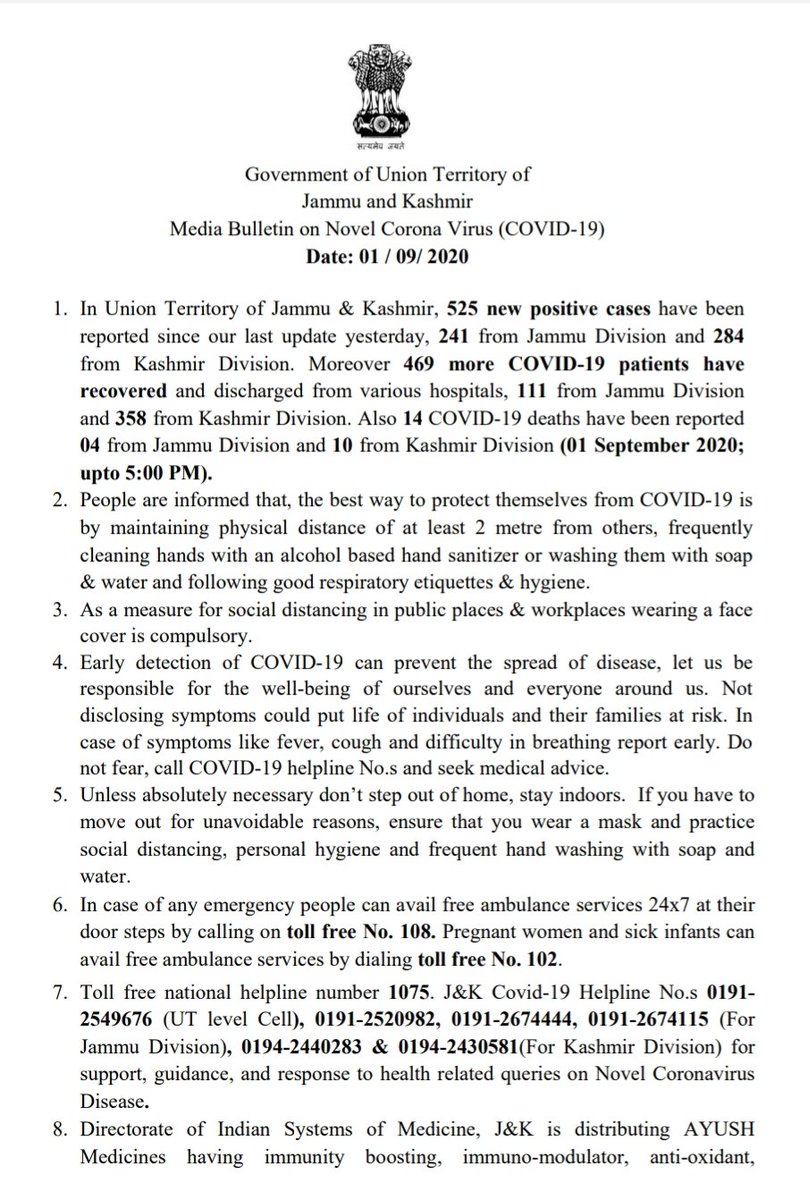 सत्यमेव जयते
Government of Union Territory of
Jammu and Kashmir
Media Bulletin on Novel Corona Virus (COVID-19)
Date: 01 / 09/ 2020
1. In Union Territory of Jammu & Kashmir, 525 new positive cases have been
reported since our last update yesterday, 241 from Jammu Division and 284
from Kashmir Division. Moreover 469 more COVID-19 patients have
recovered and discharged from various hospitals, 111 from Jammu Division
and 358 from Kashmir Division. Also 14 COVID-19 deaths have been reported
04 from Jammu Division and 10 from Kashmir Division (01 September 2020;
upto 5:00 PM).
2. People are informed that, the best way to protect themselves from COVID-19 is
by maintaining physical distance of at least 2 metre from others, frequently
cleaning hands with an alcohol based hand sanitizer or washing them with soap
& water and following good respiratory etiquettes & hygiene.
3. As a measure for social distancing in public places & workplaces wearing a face
cover is compulsory.
4. Early detection of COVID-19 can prevent the spread of disease, let us be
responsible for the well-being of ourselves and everyone around us. Not
disclosing symptoms could put life of individuals and their families at risk. In
case of symptoms like fever, cough and difficulty in breathing report early. Do
not fear, call COVID-19 helpline No.s and seek medical advice.
5. Unless absolutely necessary don’t step out of home, stay indoors. If you have to
move out for unavoidable reasons, ensure that you wear a mask and practice
social distancing, personal hygiene and frequent hand washing with soap and
water.
6. In case of any emergency people can avail free ambulance services 24x7 at their
door steps by calling on toll free No. 108. Pregnant women and sick infants can
avail free ambulance services by dialing toll free No. 102.
7. Toll free national helpline number 1075. J&K Covid-19 Helpline No.s 0191-
2549676 (UT level Cell), 0191-2520982, 0191-2674444, 0191-2674115 (For
Jammu Division), 0194-2440283 & 0194-2430581(For Kashmir Division) for
support, guidance, and response to health related queries on Novel Coronavirus
Disease.
8. Directorate of Indian Systems of Medicine, J&K is distributing AYUSH
Medicines having immunity boosting, immuno-modulator, anti-oxidant,